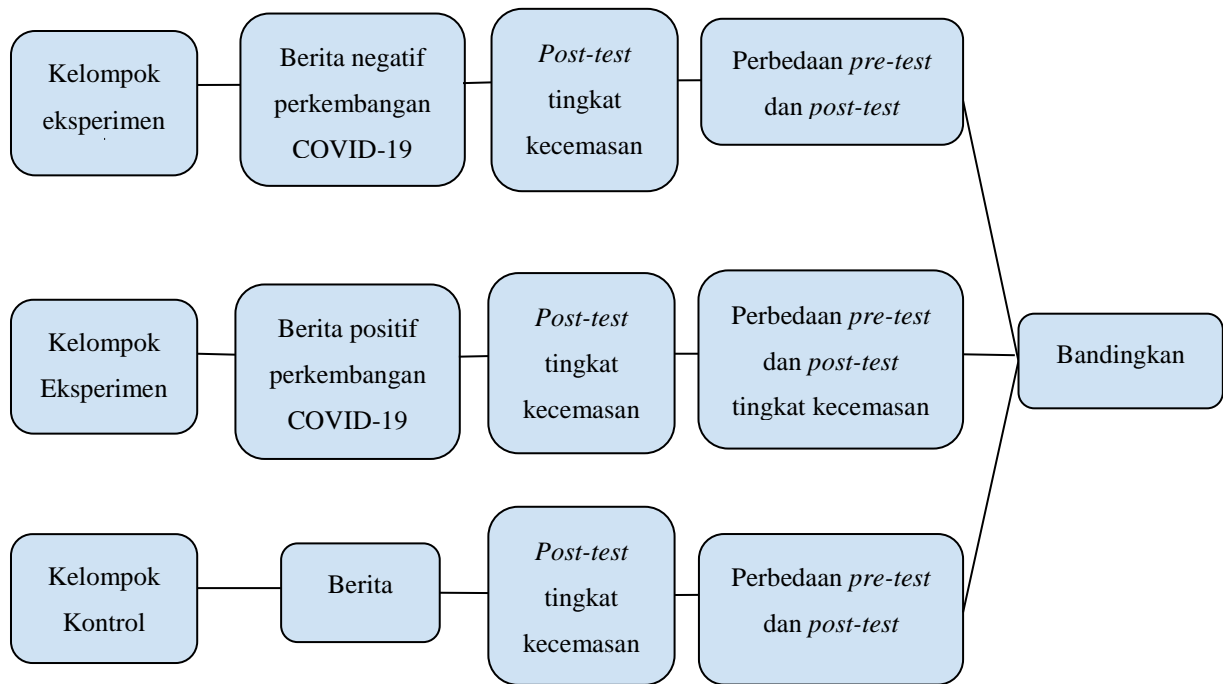 Kelompok
eksperimen
Berita negatif
perkembangan
COVID-19
Post-test
tingkat
kecemasan
Perbedaan pre-test
dan post-test
Kelompok
Eksperimen
Berita positif
perkembangan
COVID-19
Post-test
tingkat
kecemasan
Perbedaan pre-test
dan post-test
tingkat kecemasan
Bandingkan
Kelompok
Kontrol
Berita
Post-test
tingkat
kecemasan
Perbedaan pre-test
dan post-test